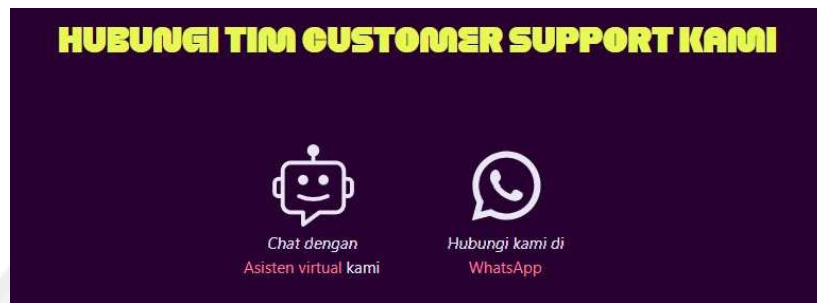 HUBUNGI TIM CUSTOMER SUPPORT KAMI
Chat dengan
Asisten virtual kami
Hubungi kami di
WhatsApp